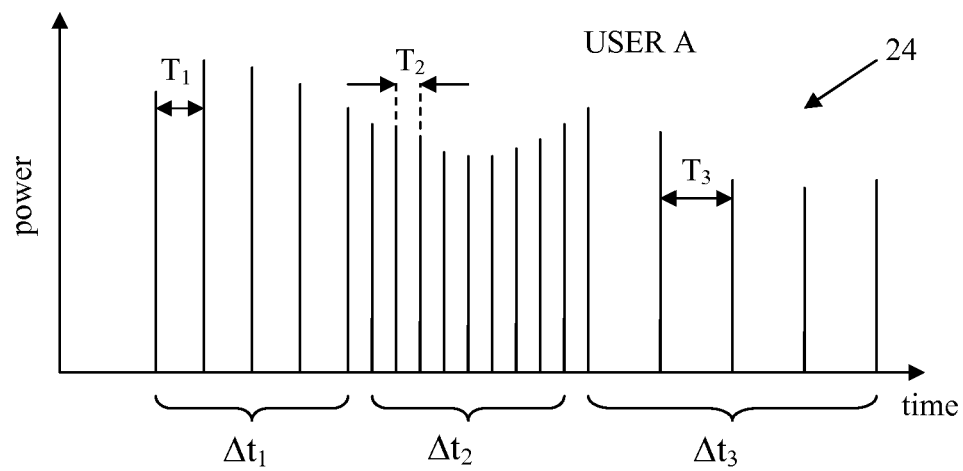 USER A
24
T₁
T₂
T₃
power
time
Δt₁
Δt₂
Δt₃